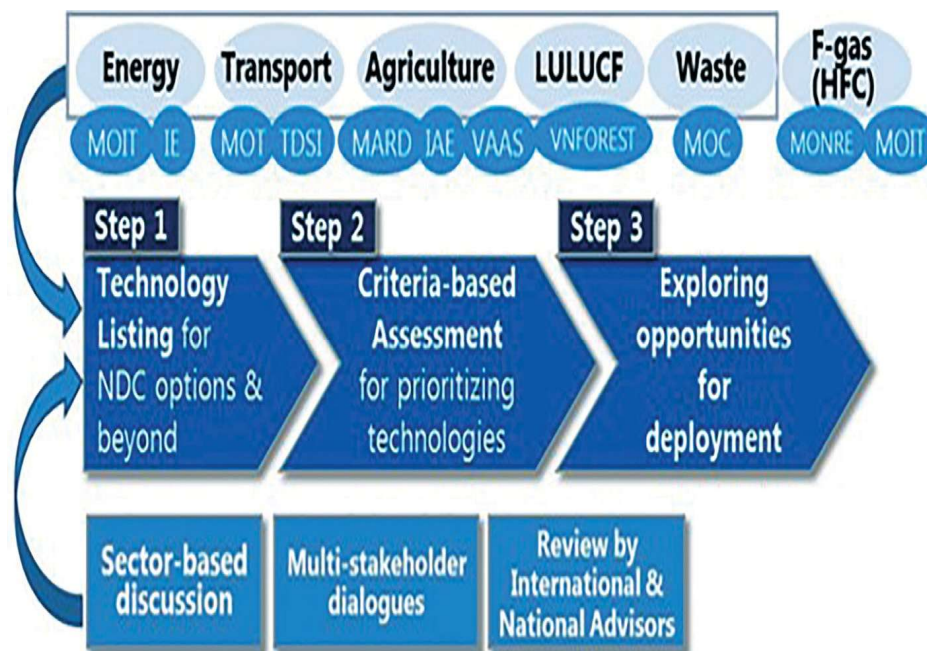 Energy
Transport
Agriculture
LULUCF
Waste
F-gas
(HFC)
MOIT
IE
MOT
TDSI
MARD
IAE
VAAS
VNFOREST
MOC
MONRE
MOIT
Step 1
Technology
Listing for
NDC options &
beyond
Step 2
Criteria-based
Assessment
for prioritizing
technologies
Step 3
Exploring
opportunities
for
deployment
Sector-based
discussion
Multi-stakeholder
dialogues
Review by
International &
National Advisors